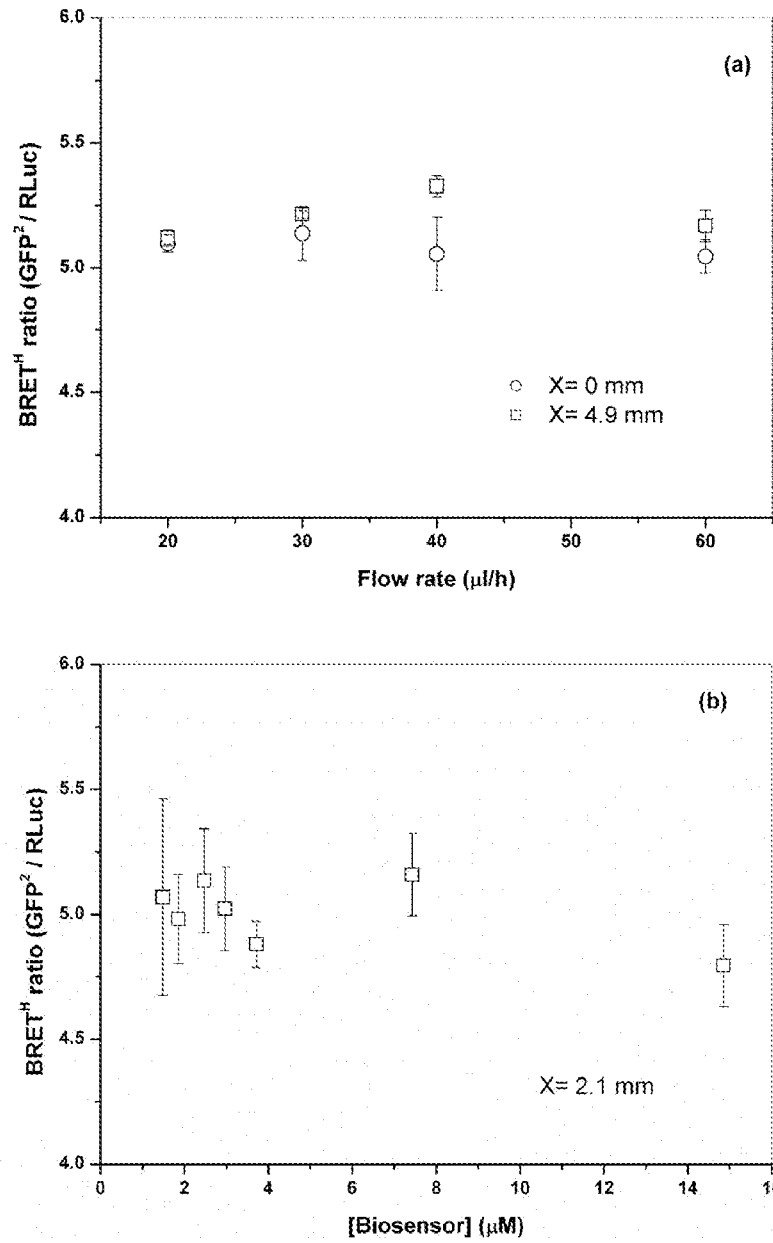 6.0
(a)
5.5
5.0
4.5
4.0
BRET^H ratio (GFP² / RLuc)
X= 0 mm
X= 4.9 mm
20 30 40 50 60
Flow rate (μl/h)
6.0
(b)
5.5
5.0
4.5
4.0
BRET^H ratio (GFP² / RLuc)
X= 2.1 mm
0 2 4 6 8 10 12 14 16
[Biosensor] (μM)